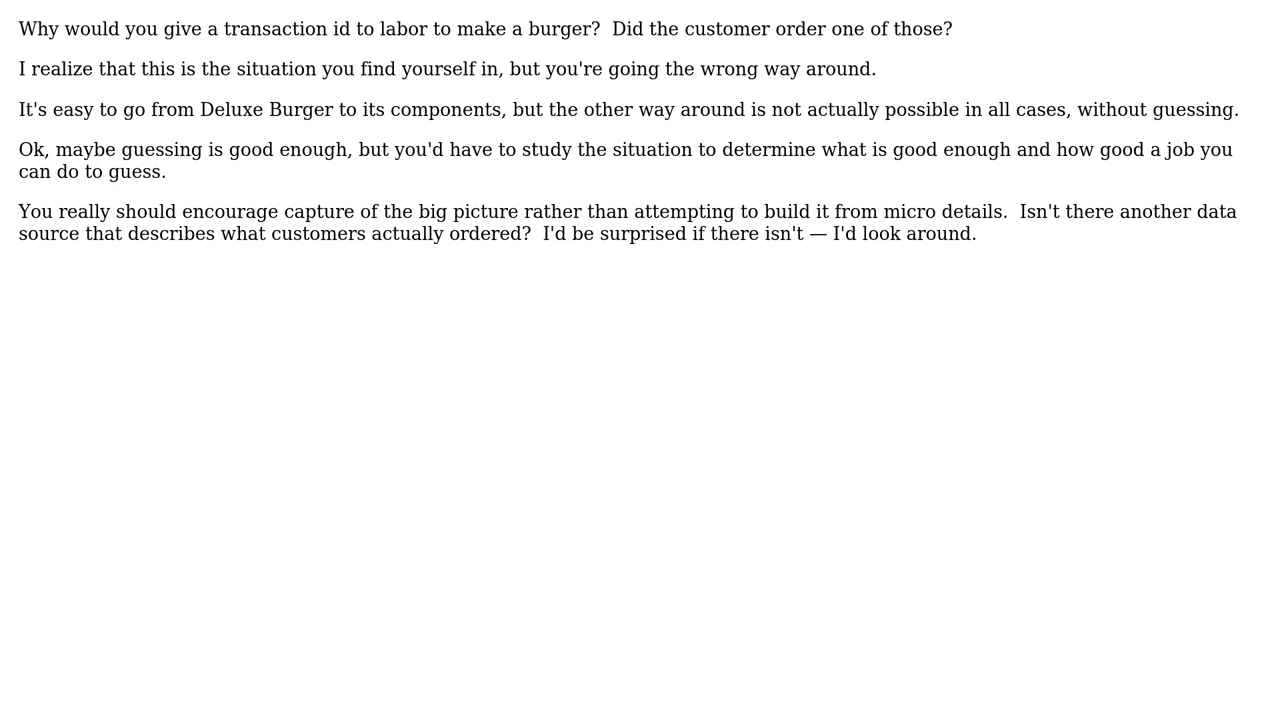 Why would you give a transaction id to labor to make a burger?  Did the customer order one of those?
I realize that this is the situation you find yourself in, but you're going the wrong way around.
It's easy to go from Deluxe Burger to its components, but the other way around is not actually possible in all cases, without guessing.
Ok, maybe guessing is good enough, but you'd have to study the situation to determine what is good enough and how good a job you
can do to guess.
You really should encourage capture of the big picture rather than attempting to build it from micro details.  Isn't there another data
source that describes what customers actually ordered?  I'd be surprised if there isn't — I'd look around.